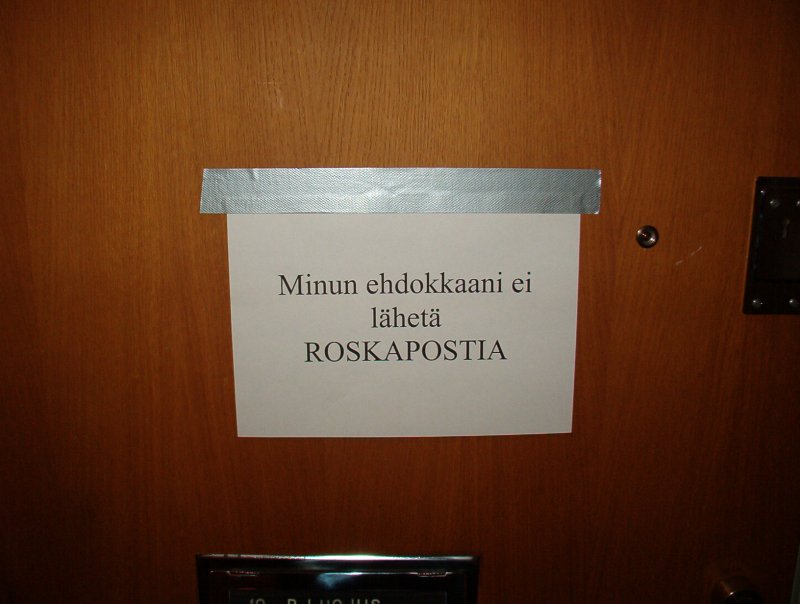 Minun ehdokkaani ei
lähetä
ROSKAPOSTIA